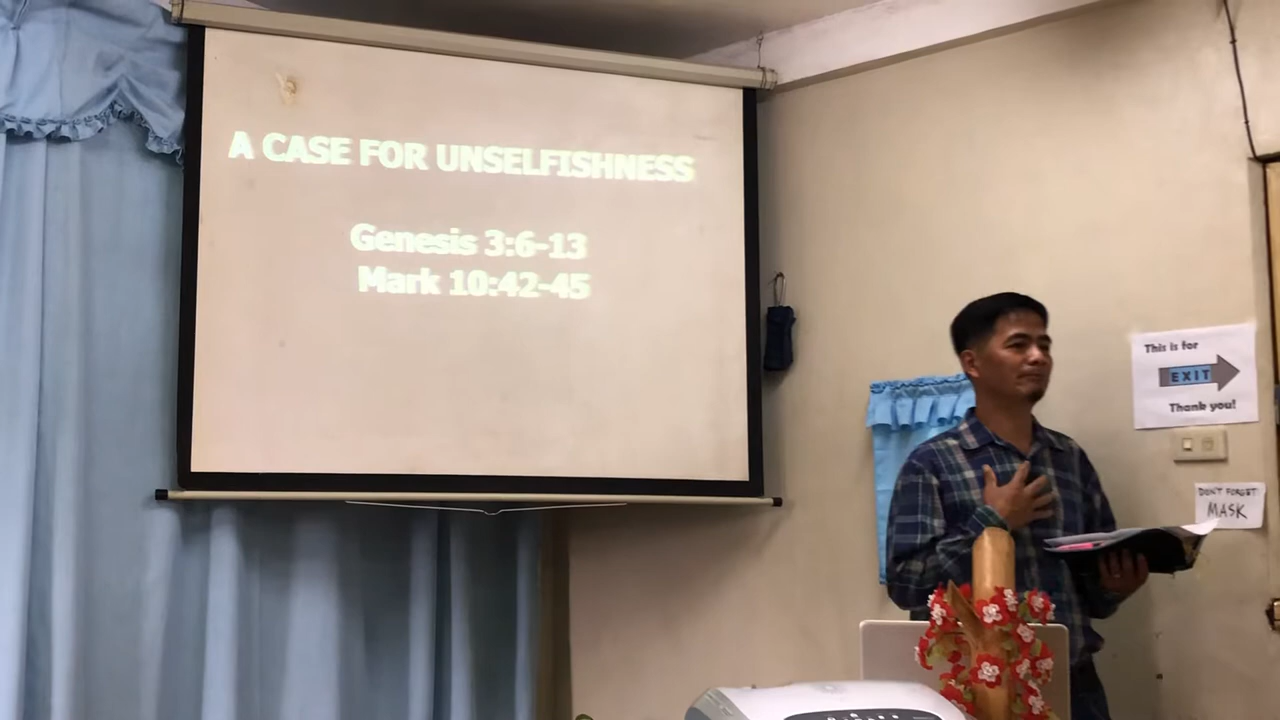 A CASE FOR UNSELFISHNESS
Genesis 3:6-13
Mark 10:42-45
This is for
EXIT
Thank you!
DON'T FORGET
MASK